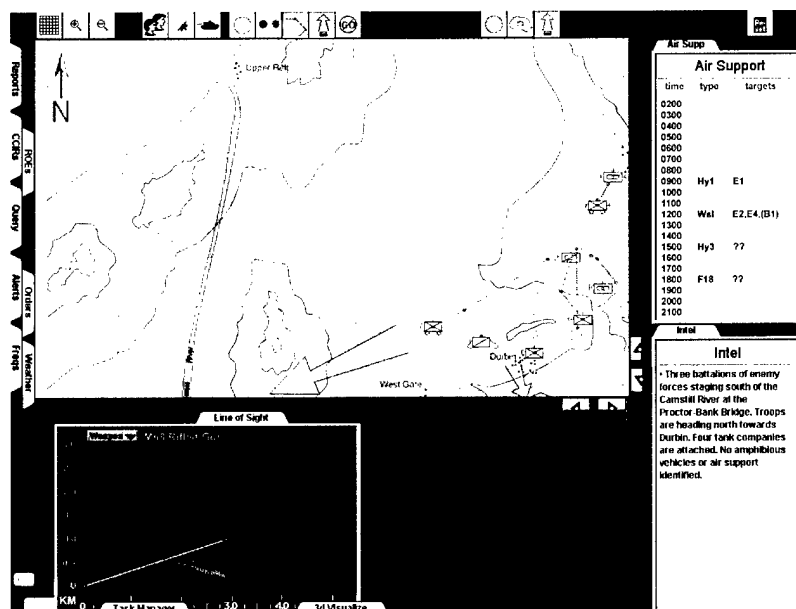 GO
Reports
CCIRs
Query
Alerts
Freqs
ROEs
Orders
Weather
N
River
West Gate
Durbin
Air Supp
Air Support
time type targets
0200
0300
0400
0500
0600
0700
0800
0900 Hy1 E1
1000
1100
1200 Wsl E2,E4,(B1)
1300
1400
1500 Hy3 ??
1600
1700
1800 F18 ??
1900
2000
2100
Intel
Intel
• Three battalions of enemy
forces staging south of the
Camstill River at the
Proctor-Bank Bridge. Troops
are heading north towards
Durbin. Four tank companies
are attached. No amphibious
vehicles or air support
identified.
Line of Sight
KM 0 3.0 4.0
Task Manager 3d Visualize